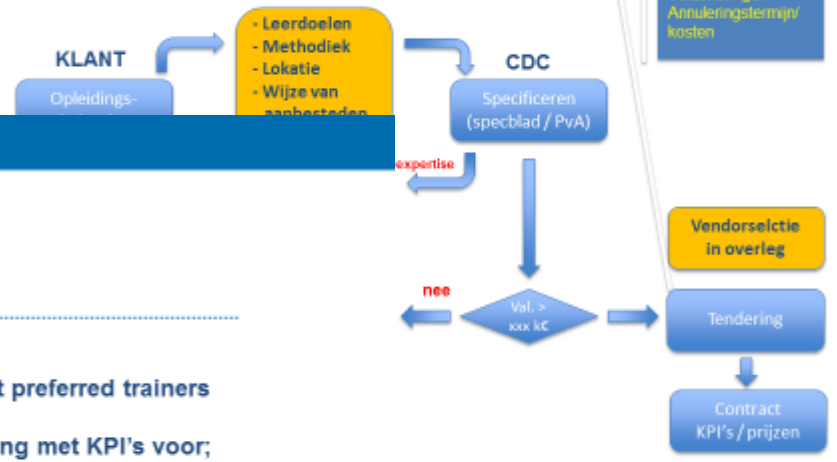 Annuleringstermijn/
kosten
KLANT
- Leerdoelen
- Methodiek
- Lokatie
- Wijze van
aanbesteden
CDC
Opleidings-
Specificeren
(specblad / PvA)
expertise
Vendorselctie
in overleg
nee
Val. >
xxx k€
Tendering
t preferred trainers
Contract
KPI's / prijzen
ng met KPI's voor;